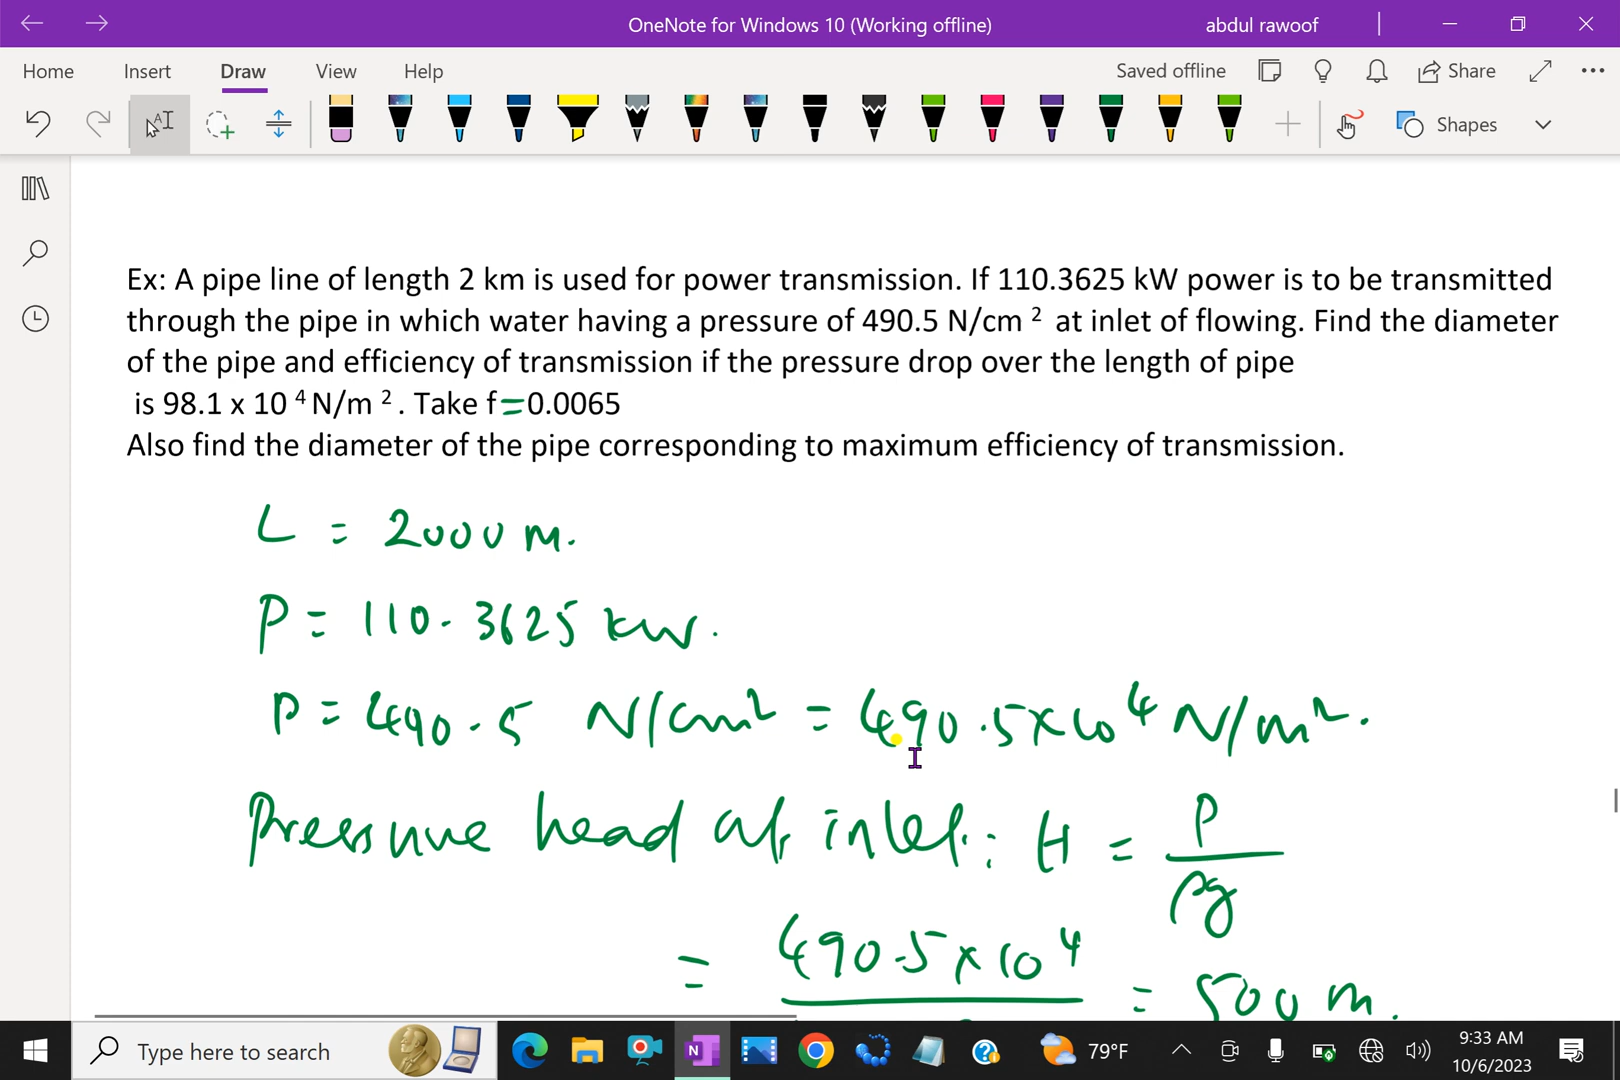 OneNote for Windows 10 (Working offline)
abdul rawoof
Home Insert Draw View Help
Saved offline
Share
Shapes
Ex: A pipe line of length 2 km is used for power transmission. If 110.3625 kW power is to be transmitted
through the pipe in which water having a pressure of 490.5 N/cm ² at inlet of flowing. Find the diameter
of the pipe and efficiency of transmission if the pressure drop over the length of pipe
is 98.1 x 10 ⁴ N/m ² . Take f=0.0065
Also find the diameter of the pipe corresponding to maximum efficiency of transmission.
L = 2000 m.
P = 110.3625 kW.
p = 490.5 N/cm² = 490.5 x 10⁴ N/m².
Pressure head at inlet: H = P
ρg
= 490.5 x 10⁴ = 500 m.
Type here to search
79°F
9:33 AM
10/6/2023